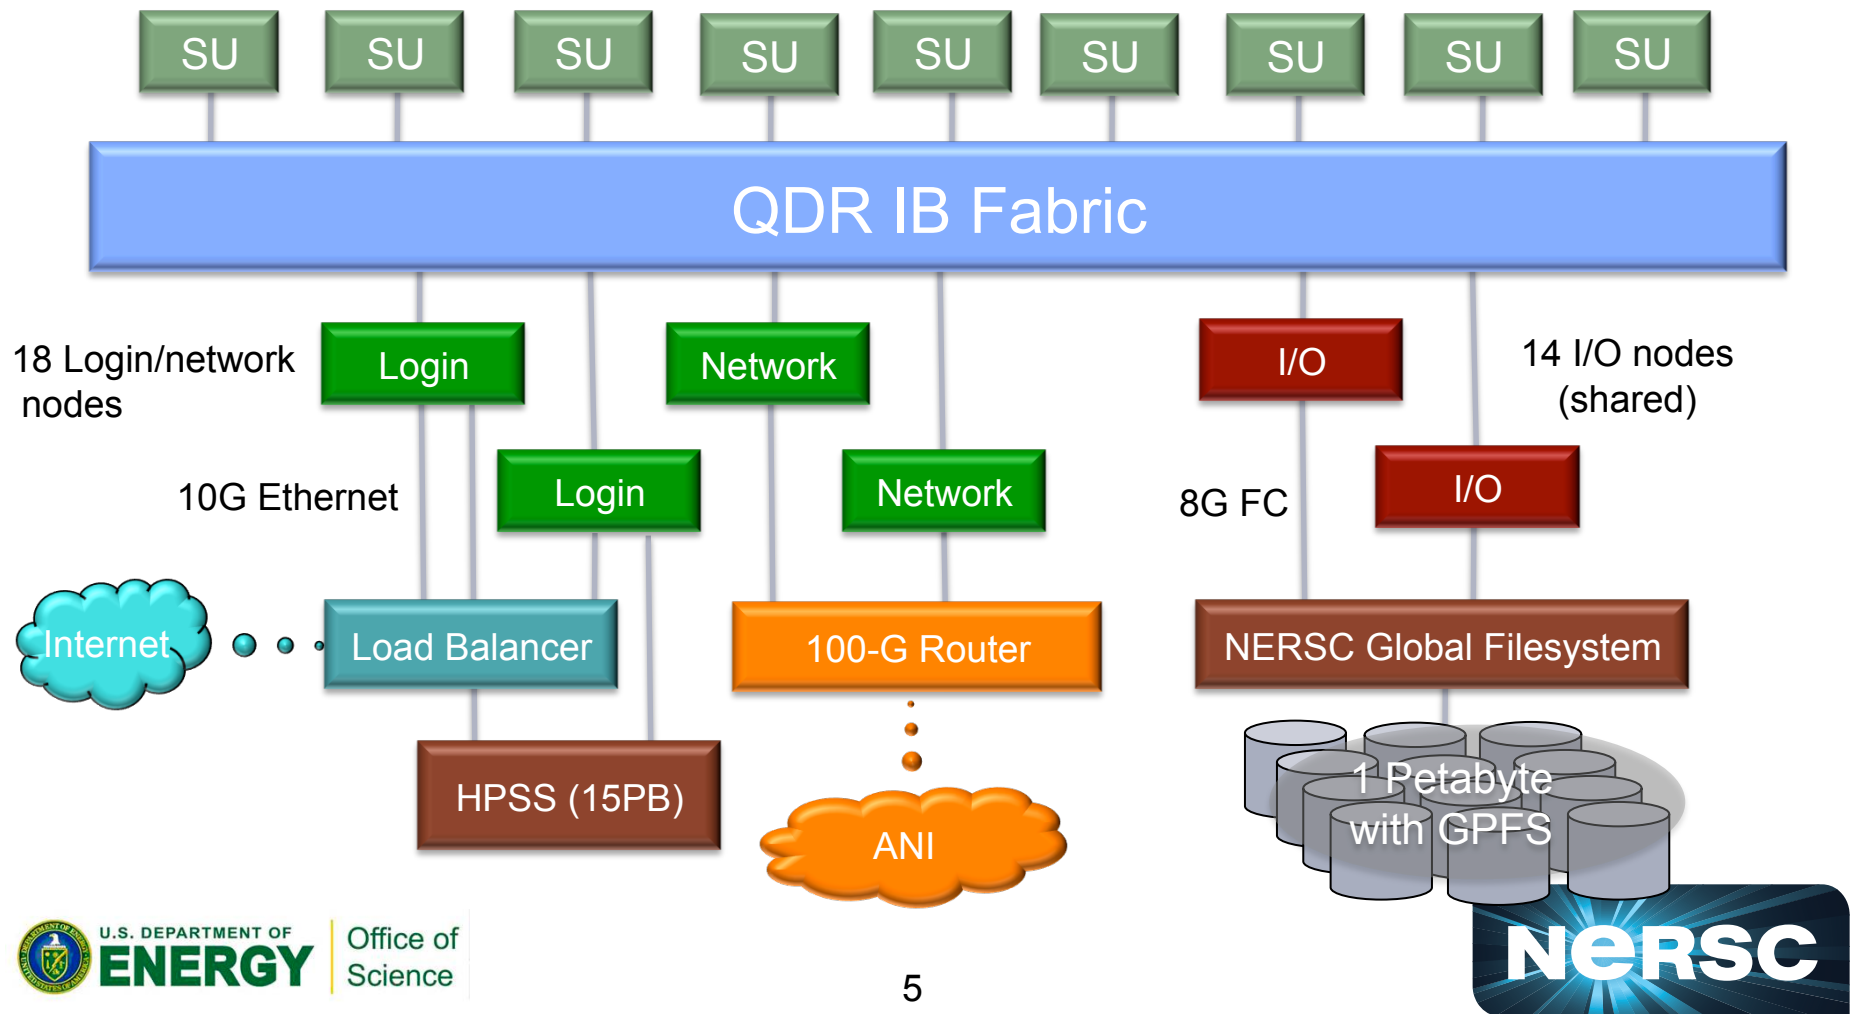 SU SU SU SU SU SU SU SU SU
QDR IB Fabric
18 Login/network
nodes
Login
Network
I/O
14 I/O nodes
(shared)
10G Ethernet
Login
Network
8G FC
I/O
Internet
Load Balancer
100-G Router
NERSC Global Filesystem
HPSS (15PB)
ANI
1 Petabyte
with GPFS
U.S. DEPARTMENT OF
ENERGY
Office of
Science
5
NERSC